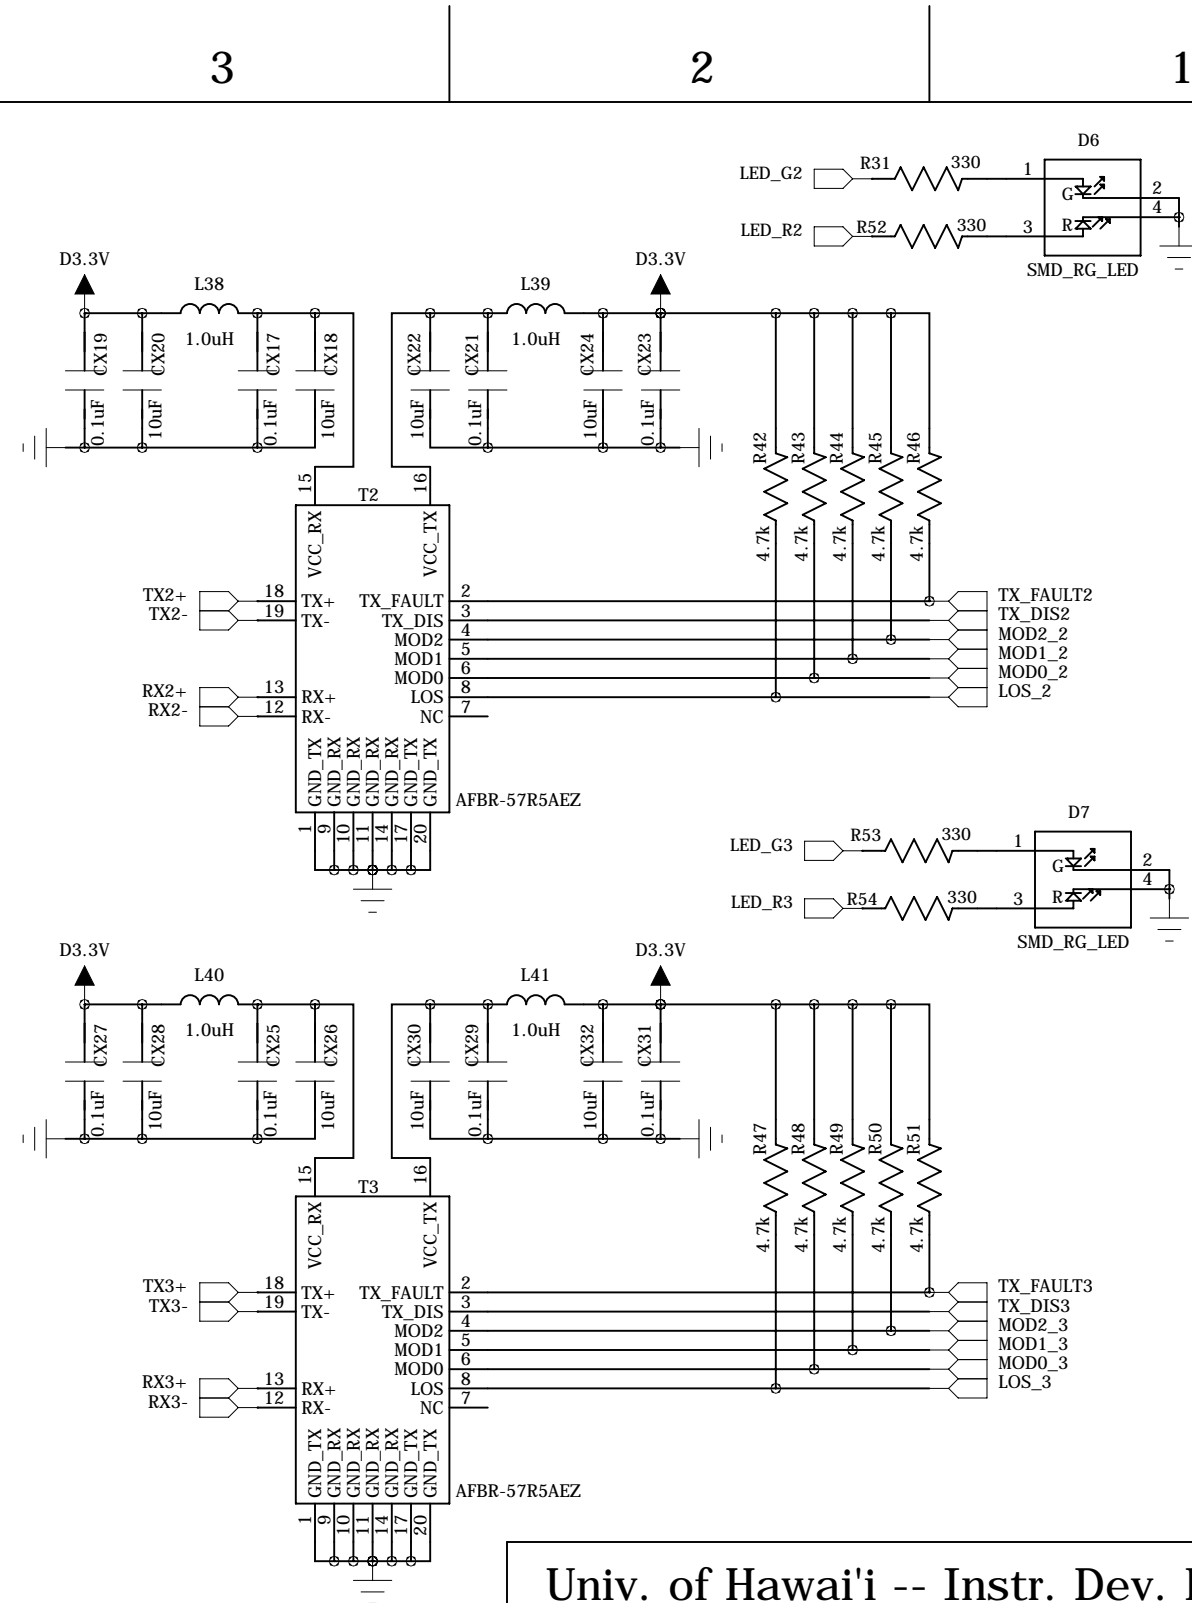 3 2 1
D6
LED_G2 R31 330 1 G 2
4
LED_R2 R52 330 3 R
SMD_RG_LED
D3.3V L38 L39 D3.3V
1.0uH 1.0uH
CX19 CX20 CX17 CX18 CX22 CX21 CX24 CX23
0.1uF 10uF 0.1uF 10uF 10uF 0.1uF 10uF 0.1uF
R42 R43 R44 R45 R46
4.7k 4.7k 4.7k 4.7k 4.7k
15 T2 16
VCC_RX VCC_TX
TX2+ 18 TX+ TX_FAULT 2 TX_FAULT2
TX2- 19 TX- TX_DIS 3 TX_DIS2
MOD2 4 MOD2_2
MOD1 5 MOD1_2
MOD0 6 MOD0_2
RX2+ 13 RX+ LOS 8 LOS_2
RX2- 12 RX- NC 7
GND_TX GND_RX GND_RX GND_RX GND_RX GND_TX GND_TX
AFBR-57R5AEZ
1 9 10 11 14 17 20
D7
LED_G3 R53 330 1 G 2
4
LED_R3 R54 330 3 R
SMD_RG_LED
D3.3V L40 L41 D3.3V
1.0uH 1.0uH
CX27 CX28 CX25 CX26 CX30 CX29 CX32 CX31
0.1uF 10uF 0.1uF 10uF 10uF 0.1uF 10uF 0.1uF
R47 R48 R49 R50 R51
4.7k 4.7k 4.7k 4.7k 4.7k
15 T3 16
VCC_RX VCC_TX
TX3+ 18 TX+ TX_FAULT 2 TX_FAULT3
TX3- 19 TX- TX_DIS 3 TX_DIS3
MOD2 4 MOD2_3
MOD1 5 MOD1_3
MOD0 6 MOD0_3
RX3+ 13 RX+ LOS 8 LOS_3
RX3- 12 RX- NC 7
GND_TX GND_RX GND_RX GND_RX GND_RX GND_TX GND_TX
AFBR-57R5AEZ
1 9 10 11 14 17 20
Univ. of Hawai'i -- Instr. Dev.